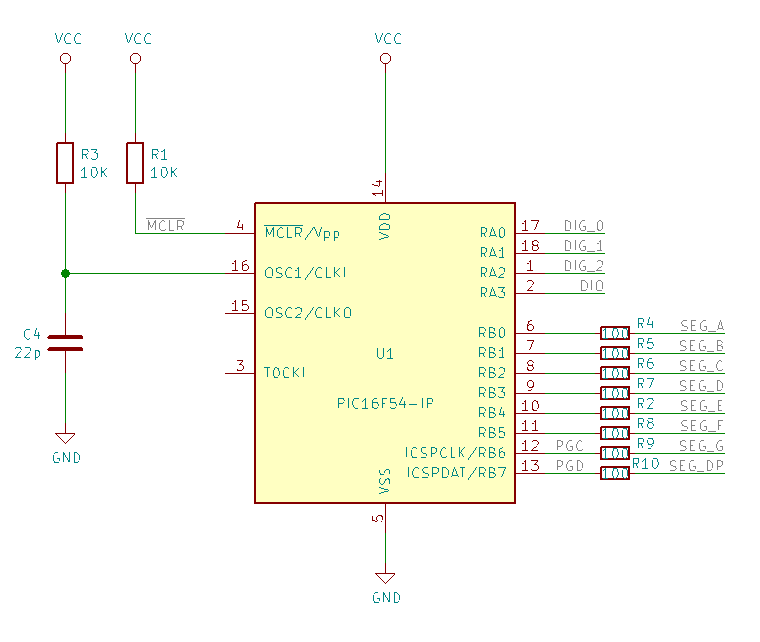 VCC VCC VCC
R3 10K
R1 10K
14
VDD
MCLR 4 MCLR/Vpp
16 OSC1/CLKI
15 OSC2/CLKO
3 TOCKI
C4
22p
GND
U1
PIC16F54-IP
RA0 17 DIG_0
RA1 18 DIG_1
RA2 1 DIG_2
RA3 2 DIO
RB0 6 100 R4 SEG_A
RB1 7 100 R5 SEG_B
RB2 8 100 R6 SEG_C
RB3 9 100 R7 SEG_D
RB4 10 100 R2 SEG_E
RB5 11 100 R8 SEG_F
ICSPCLK/RB6 12 PGC 100 R9 SEG_G
ICSPDAT/RB7 13 PGD 100 R10 SEG_DP
VSS
5
GND